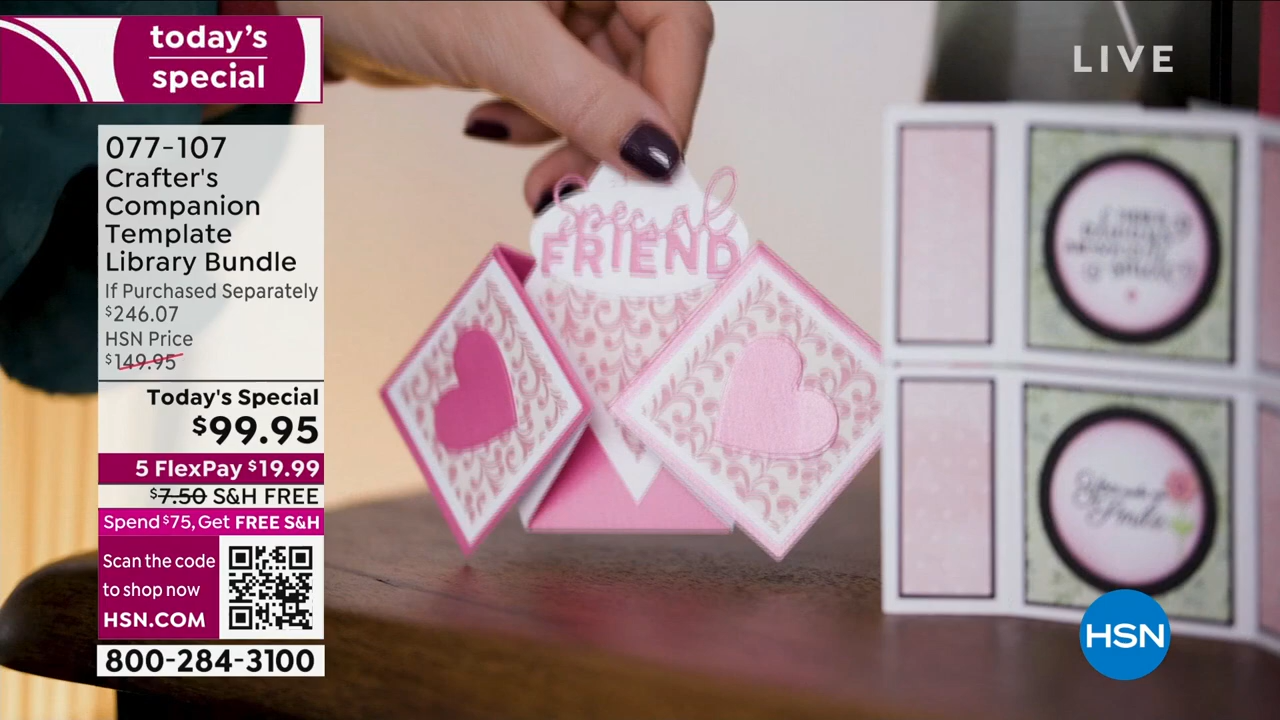 today's
special
LIVE
077-107
Crafter's
Companion
Template
Library Bundle
If Purchased Separately
$246.07
HSN Price
$149.95
Today's Special
$99.95
5 FlexPay $19.99
$7.50 S&H FREE
Spend $75, Get FREE S&H
Scan the code
to shop now
HSN.COM
800-284-3100
Special
FRIEND
HSN